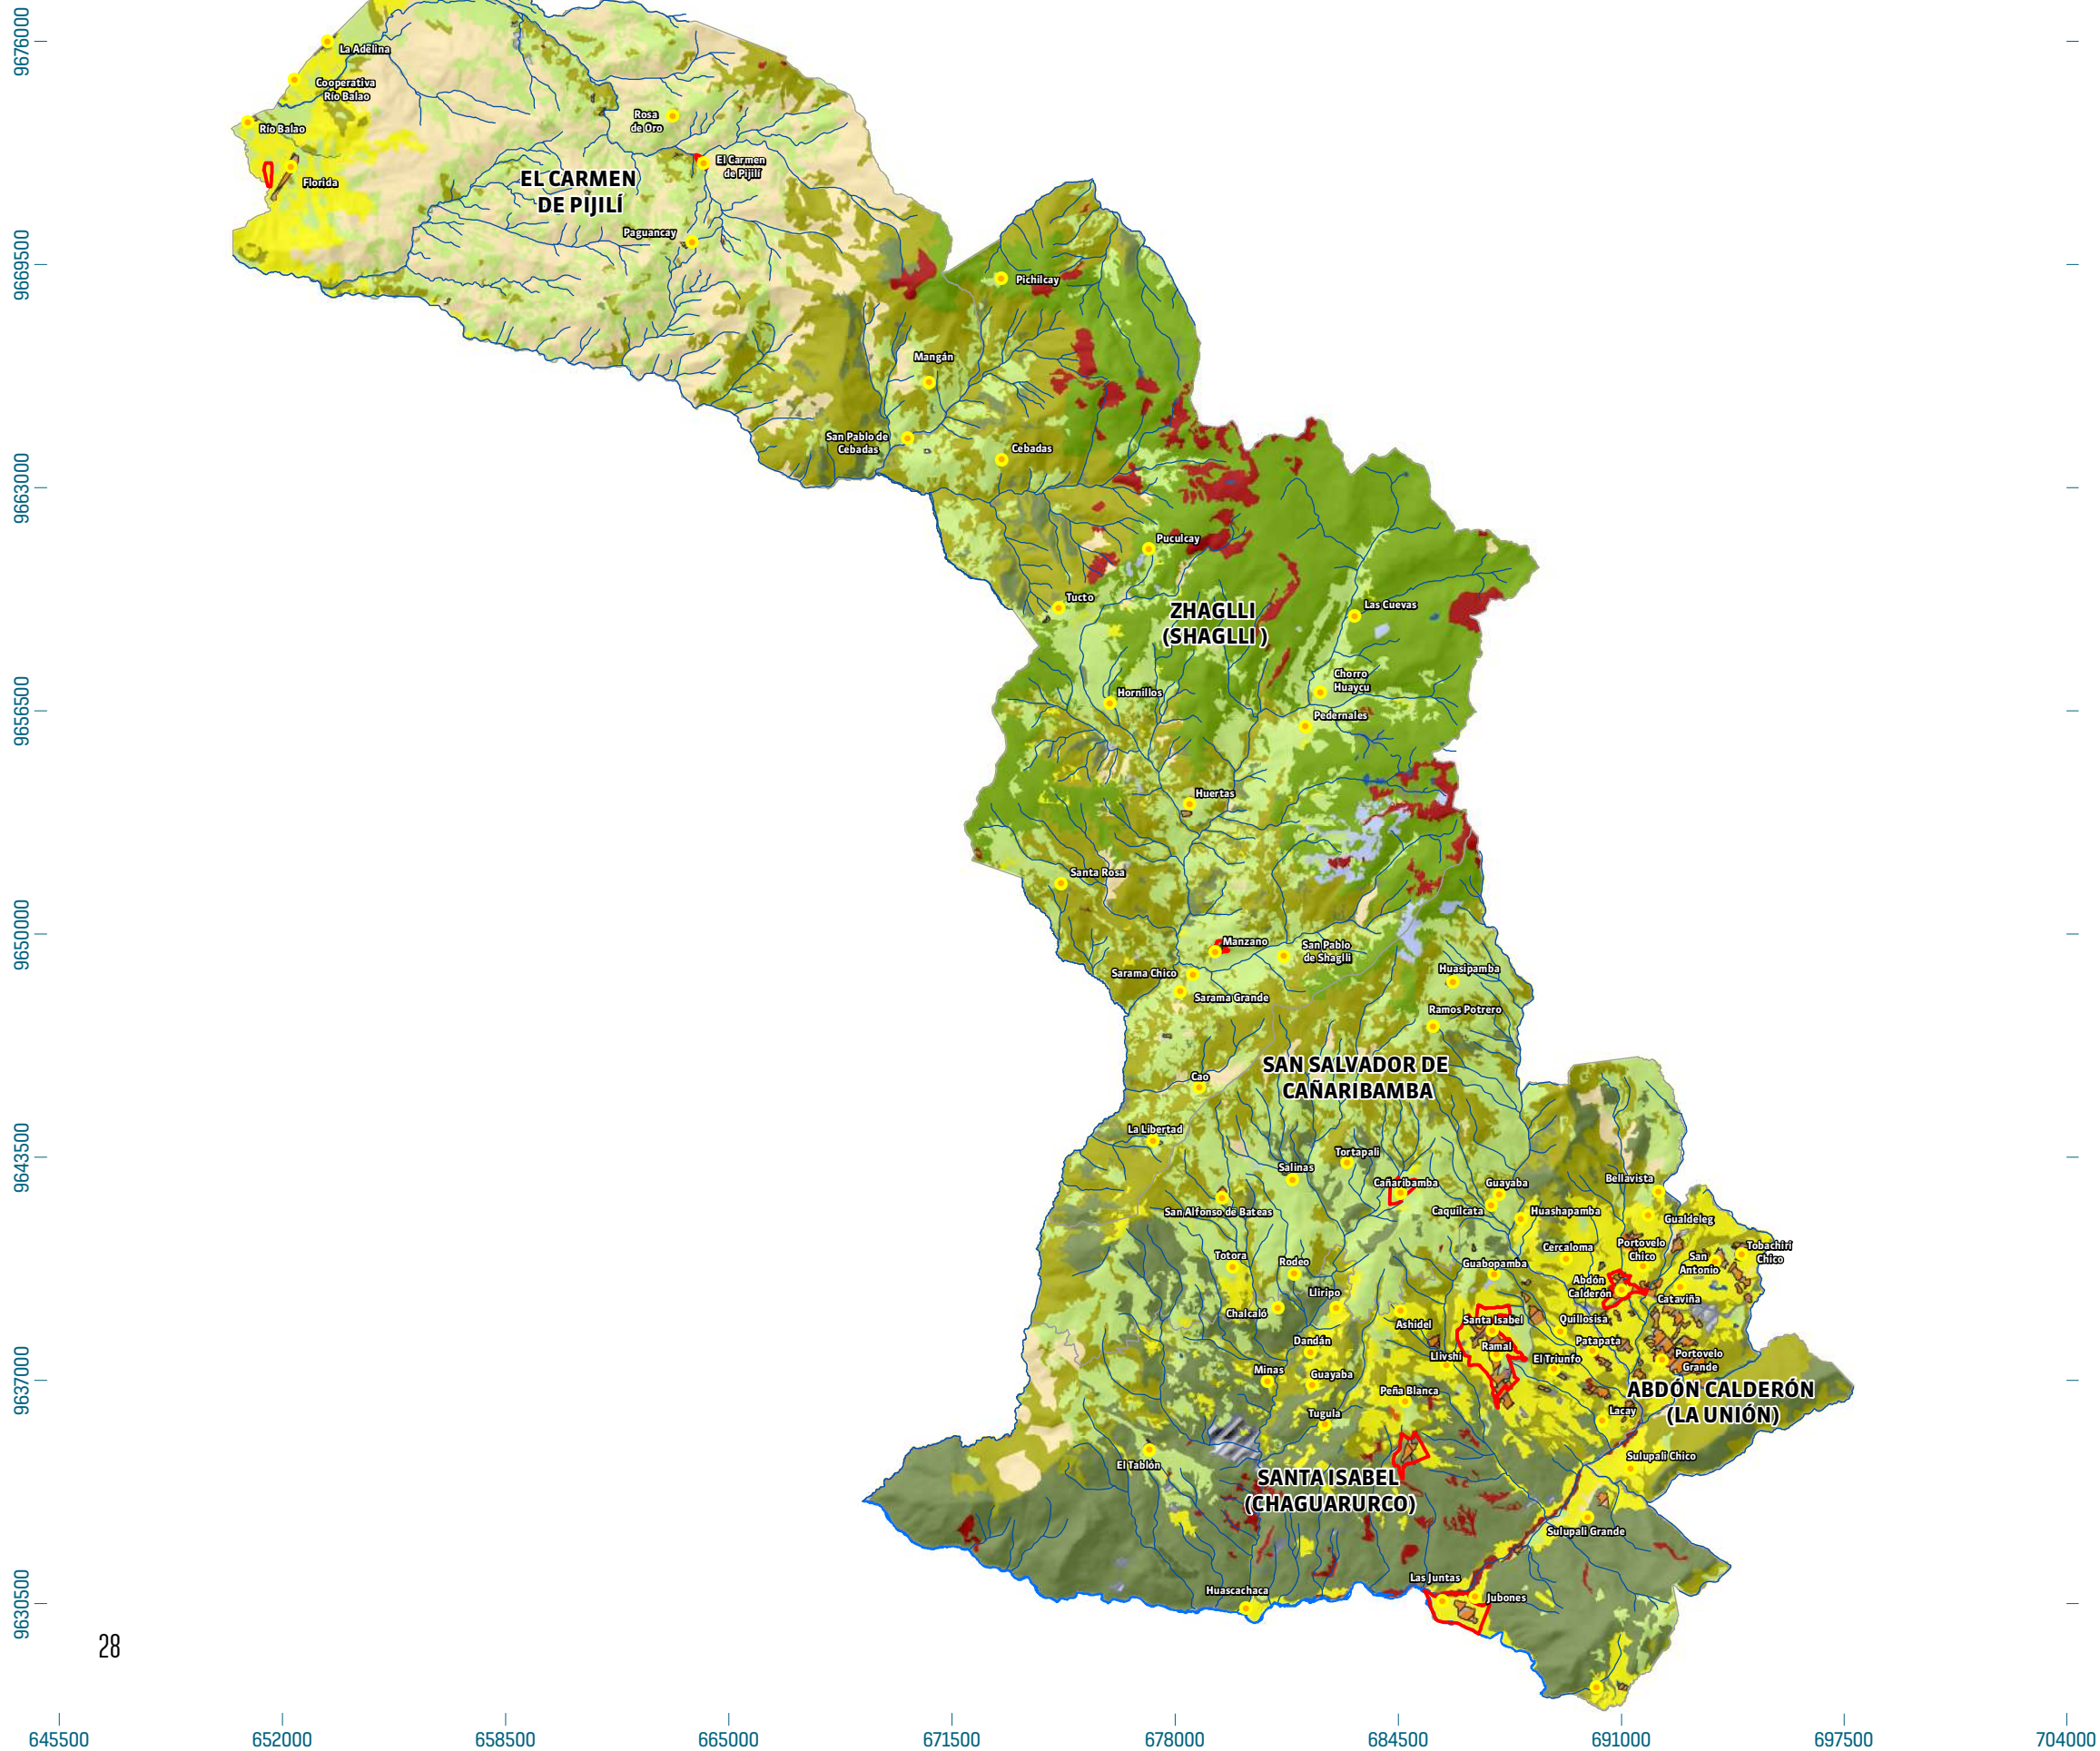 9676000
La Adelina
Cooperativa
Río Balao
Río Balao
Florida
Rosa
de Oro
El Carmen
de Pijilí
EL CARMEN
DE PIJILÍ
Paguancay
9669500
Pichilcay
Mangán
San Pablo de
Cebadas
Cebadas
9663000
Puculcay
Tucto
ZHAGLLI
(SHAGLLI )
Las Cuevas
Chorro
Huaycu
Hornillos
Pedernales
9656500
Huertas
Santa Rosa
9650000
Manzano
San Pablo
de Shaglli
Sarama Chico
Huasipamba
Sarama Grande
Ramos Potrero
SAN SALVADOR DE
CAÑARIBAMBA
Cao
La Libertad
9643500
Tortapali
Salinas
Cañaribamba
Guayaba
Bellavista
San Alfonso de Bateas
Caquilcata
Huashapamba
Gualdeleg
Totora
Rodeo
Guabopamba
Cercaloma
Portovelo
Chico
San
Antonio
Tobachirí
Chico
Lliripo
Abdón
Calderón
Cataviña
Chalcaló
Ashidel
Santa Isabel
Quillosisa
Dandán
Llivshi
Ramal
El Triunfo
Patapata
Portovelo
Grande
Minas
Guayaba
Peña Blanca
9637000
ABDÓN CALDERÓN
(LA UNIÓN)
Tugula
Lacay
El Tablón
Sulupali Chico
SANTA ISABEL
(CHAGUARURCO)
Sulupali Grande
Huascachaca
Las Juntas
Jubones
9630500
28
645500
652000
658500
665000
671500
678000
684500
691000
697500
704000